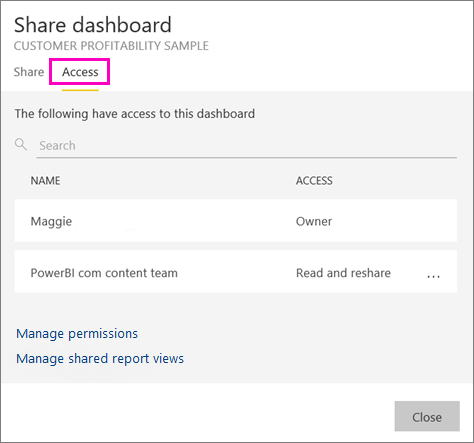 Share dashboard
CUSTOMER PROFITABILITY SAMPLE
Share Access
The following have access to this dashboard
Search
NAME ACCESS
Maggie Owner
PowerBI com content team Read and reshare ...
Manage permissions
Manage shared report views
Close